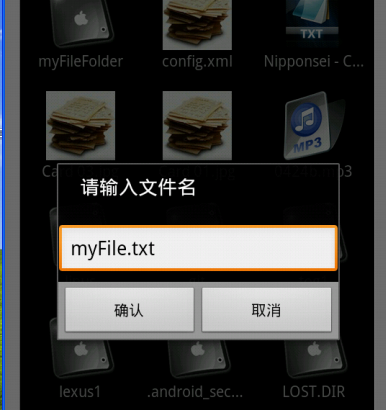 TXT
myFileFolder
config.xml
Nipponsei - C...
MP3
请输入文件名
myFile.txt
确认
取消
lexus1
.android_sec...
LOST.DIR